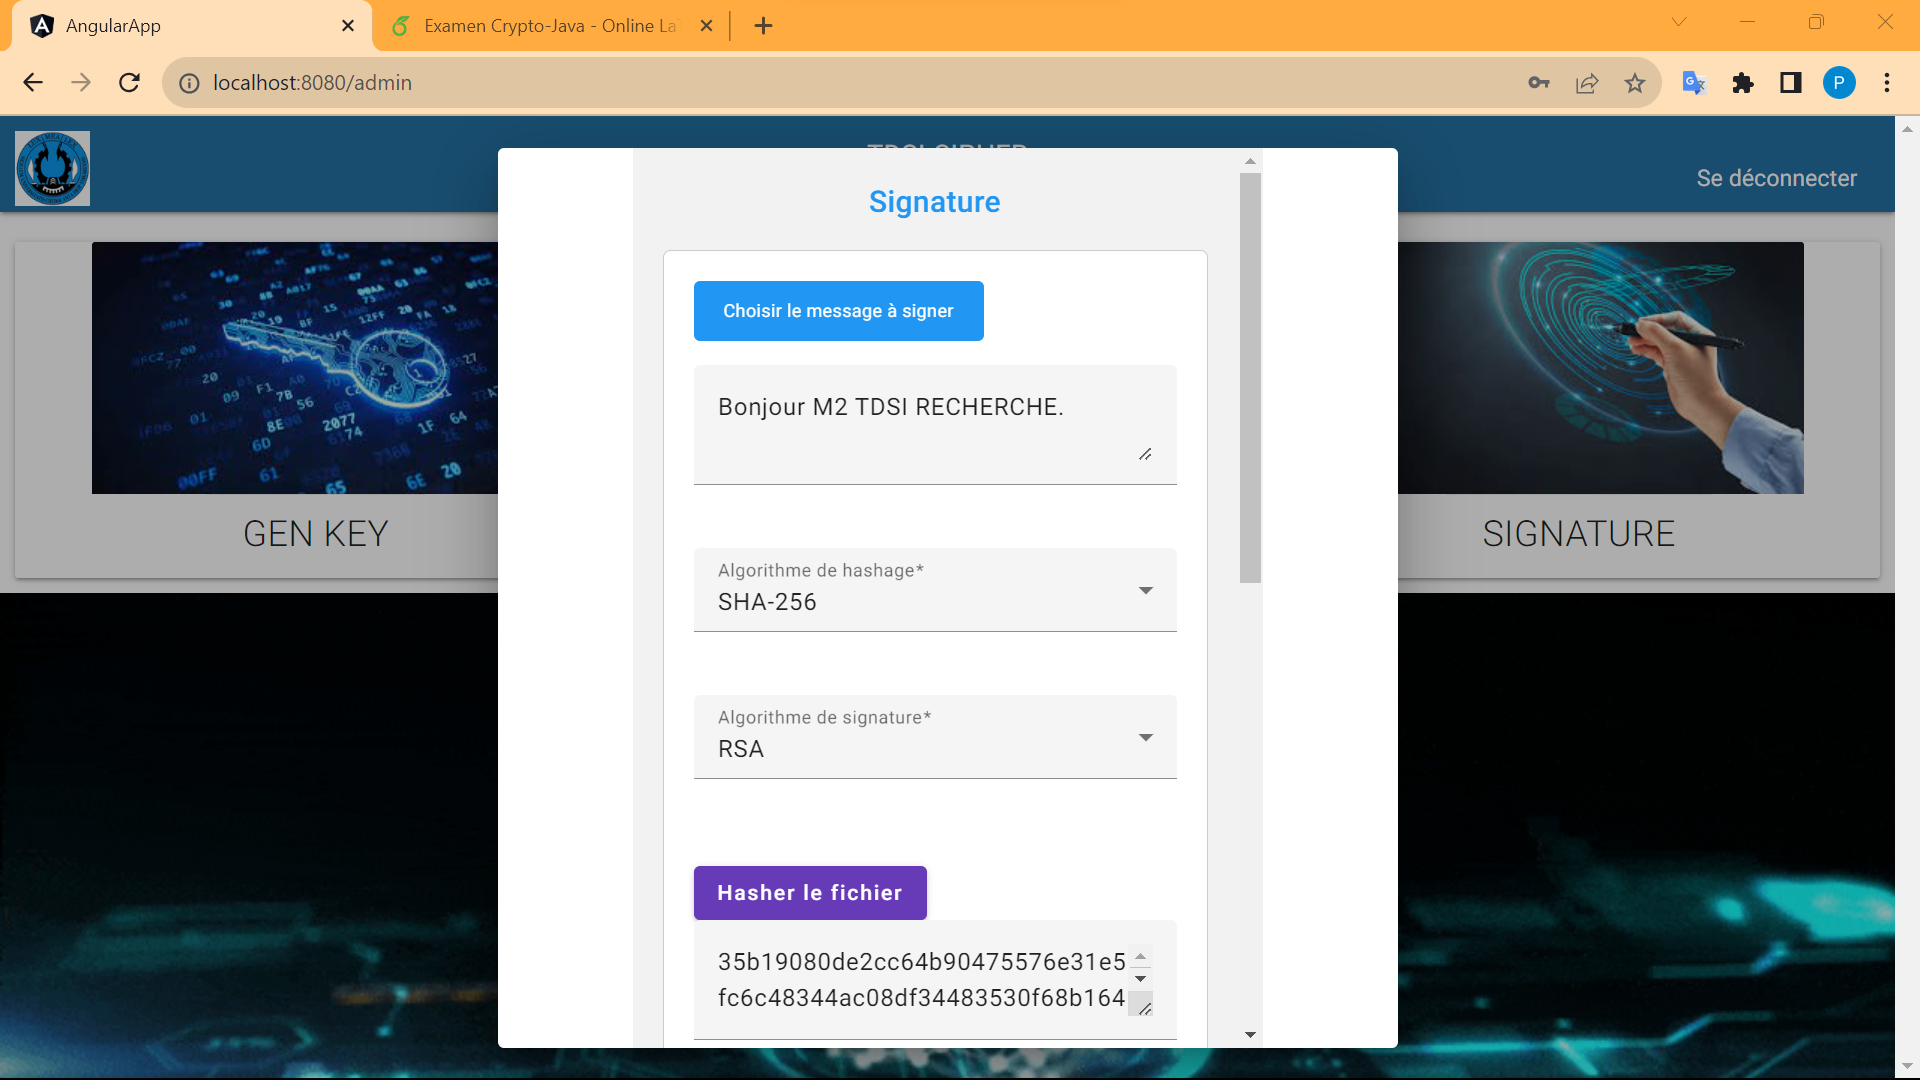 AngularApp
Examen Crypto-Java - Online La
localhost:8080/admin
P
Se déconnecter
Signature
Choisir le message à signer
Bonjour M2 TDSI RECHERCHE.
Algorithme de hashage*
SHA-256
Algorithme de signature*
RSA
Hasher le fichier
35b19080de2cc64b90475576e31e5
fc6c48344ac08df34483530f68b164
GEN KEY
SIGNATURE